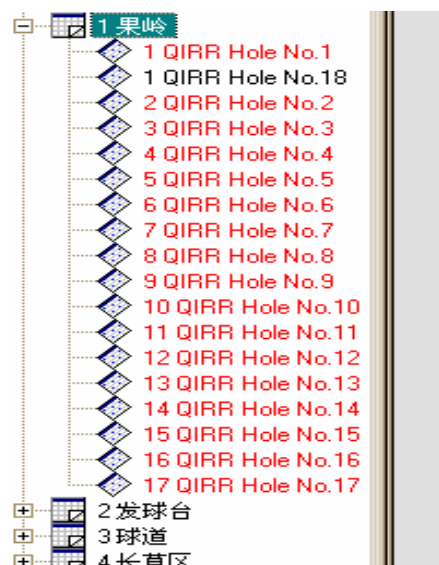 1 果岭
1 QIRR Hole No.1
1 QIRR Hole No.18
2 QIRR Hole No.2
3 QIRR Hole No.3
4 QIRR Hole No.4
5 QIRR Hole No.5
6 QIRR Hole No.6
7 QIRR Hole No.7
8 QIRR Hole No.8
9 QIRR Hole No.9
10 QIRR Hole No.10
11 QIRR Hole No.11
12 QIRR Hole No.12
13 QIRR Hole No.13
14 QIRR Hole No.14
15 QIRR Hole No.15
16 QIRR Hole No.16
17 QIRR Hole No.17
2 发球台
3 球道
4 长草区